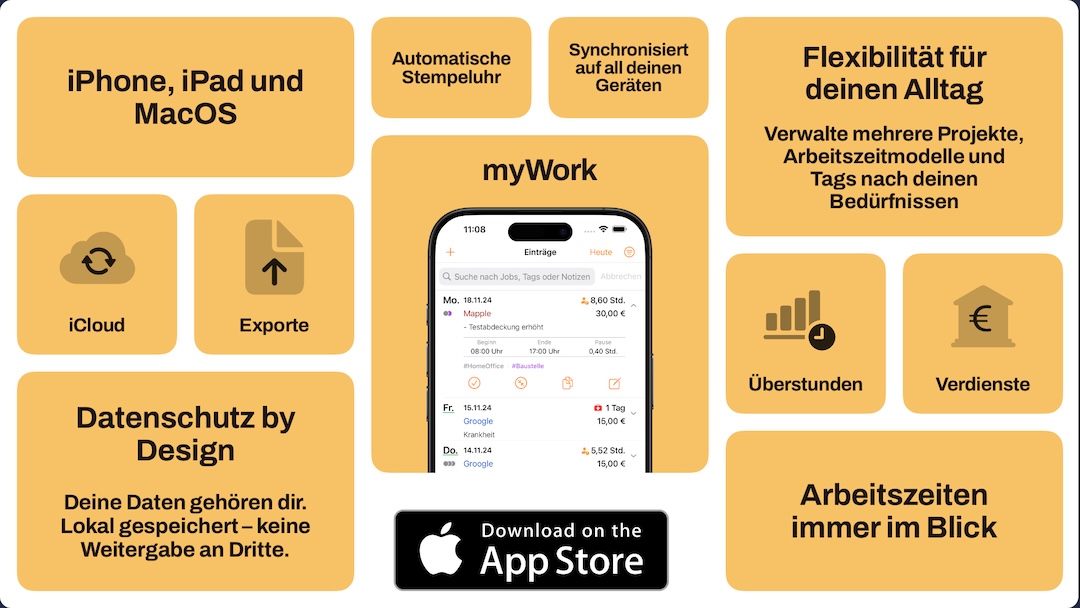 iPhone, iPad und
MacOS
iCloud
Exporte
Datenschutz by
Design
Deine Daten gehören dir.
Lokal gespeichert – keine
Weitergabe an Dritte.
Automatische
Stempeluhr
Synchronisiert
auf all deinen
Geräten
myWork
11:08
+ Einträge Heute
Suche nach Jobs, Tags oder Notizen Abbrechen
Mo. 18.11.24 8,60 Std.
Mapple 30,00 €
- Testabdeckung erhöht
Beginn Ende Pause
08:00 Uhr 17:00 Uhr 0,40 Std.
#HomeOffice #Baustelle
Fr. 15.11.24 1 Tag
Groogle 15,00 €
Krankheit
Do. 14.11.24 5,52 Std.
Groogle 15,00 €
Download on the
App Store
Flexibilität für
deinen Alltag
Verwalte mehrere Projekte,
Arbeitszeitmodelle und
Tags nach deinen
Bedürfnissen
Überstunden
€
Verdienste
Arbeitszeiten
immer im Blick